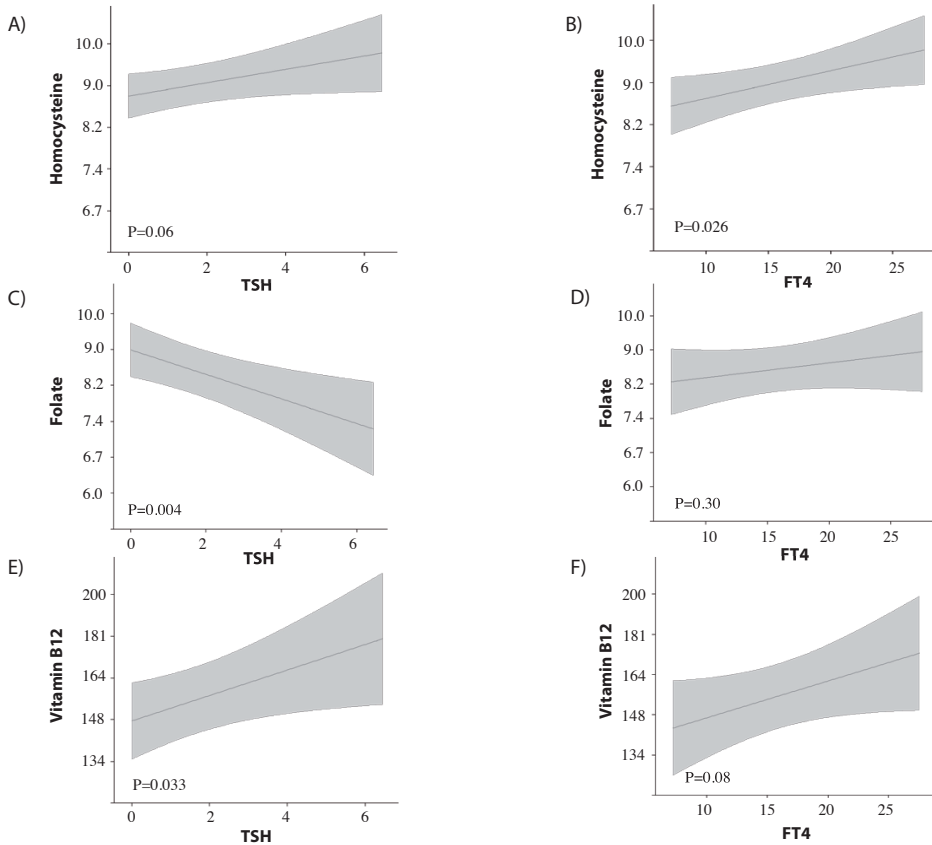 A)
Homocysteine
10.0
9.0
8.2
7.4
6.7
P=0.06
0 2 4 6
TSH
B)
Homocysteine
10.0
9.0
8.2
7.4
6.7
P=0.026
10 15 20 25
FT4
C)
Folate
10.0
9.0
8.2
7.4
6.7
6.0
P=0.004
0 2 4 6
TSH
D)
Folate
10.0
9.0
8.2
7.4
6.7
6.0
P=0.30
10 15 20 25
FT4
E)
Vitamin B12
200
181
164
148
134
P=0.033
0 2 4 6
TSH
F)
Vitamin B12
200
181
164
148
134
P=0.08
10 15 20 25
FT4